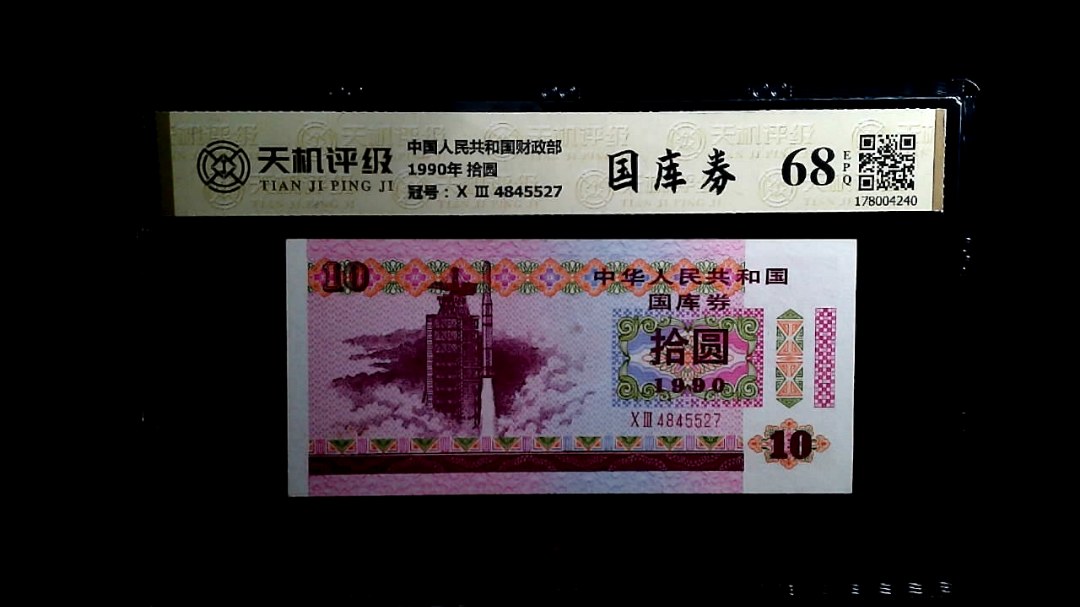 天机评级
TIAN JI PING JI
中国人民共和国财政部
1990年 拾圆
冠号：X Ⅲ 4845527
国库券
68
EPQ
178004240
10
中华人民共和国
国库券
拾圆
1990
X Ⅲ 4845527
10